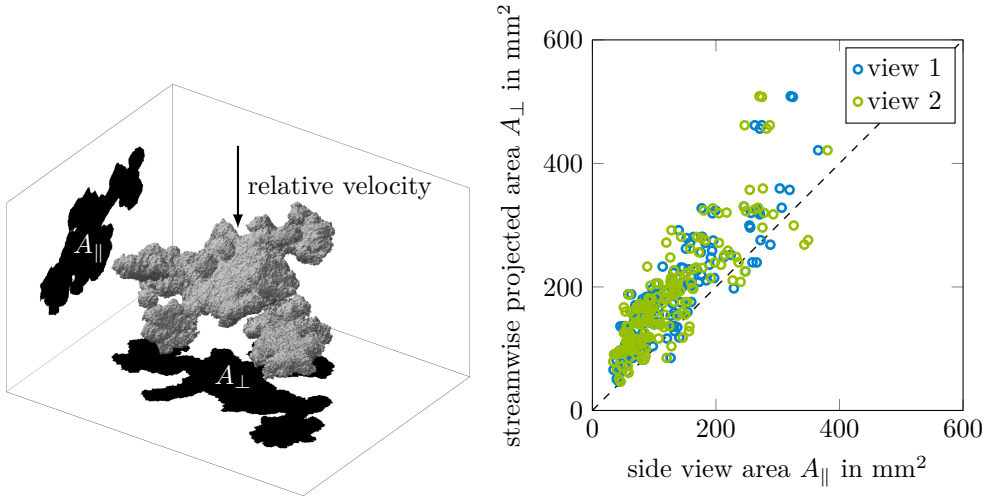 relative velocity
A∥
A⊥
streamwise projected area A⊥ in mm²
600
400
200
0
0
200
400
600
side view area A∥ in mm²
view 1
view 2